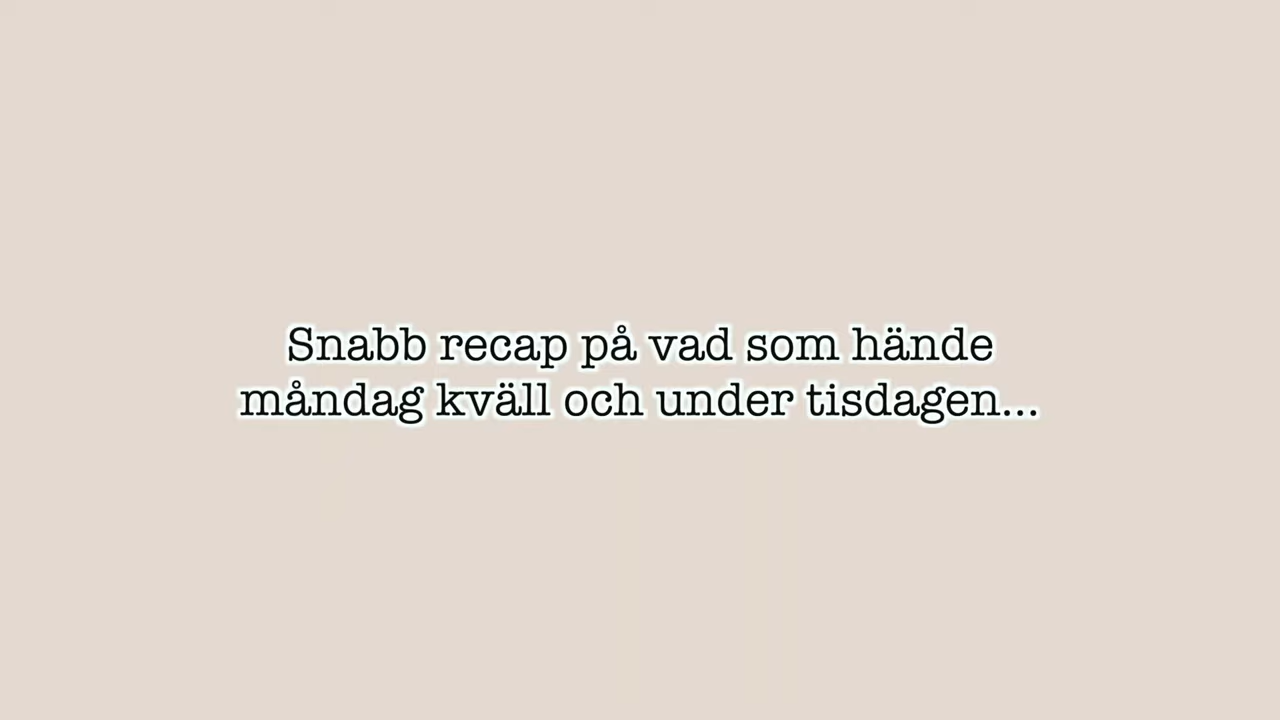 Snabb recap på vad som hände
måndag kväll och under tisdagen...